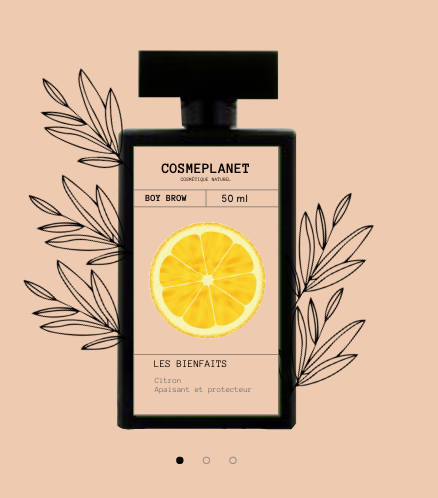 COSMEPLANET
COSMÉTIQUE NATUREL
BOY BROW
50 ml
LES BIENFAITS
Citron
Apaisant et protecteur